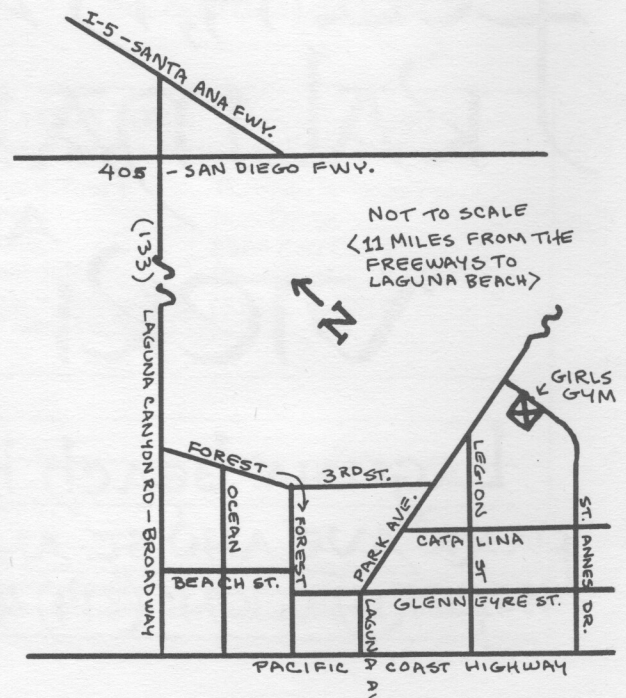 I-5-SANTA ANA FWY.
405 - SAN DIEGO FWY.
NOT TO SCALE
<11 MILES FROM THE
FREEWAYS TO
LAGUNA BEACH>
(133)
N
LAGUNA CANYON RD - BROADWAY
GIRLS
GYM
FOREST
3RD ST.
OCEAN
FOREST
PARK AVE.
LEGION ST
CATALINA
ST. ANNES DR.
BEACH ST.
GLENNEYRE ST.
LAGUNA AV
PACIFIC COAST HIGHWAY